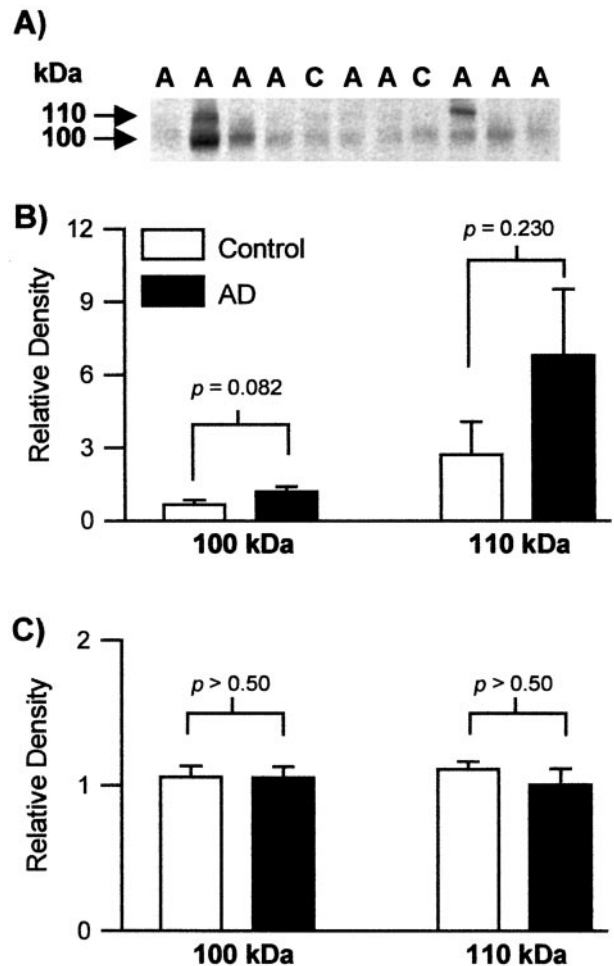 A)
kDa A A A A C A A C A A A
110
100
B)
12
9
6
3
0
Relative Density
Control
AD
p = 0.082
p = 0.230
100 kDa 110 kDa
C)
2
1
0
Relative Density
p > 0.50 p > 0.50
100 kDa 110 kDa